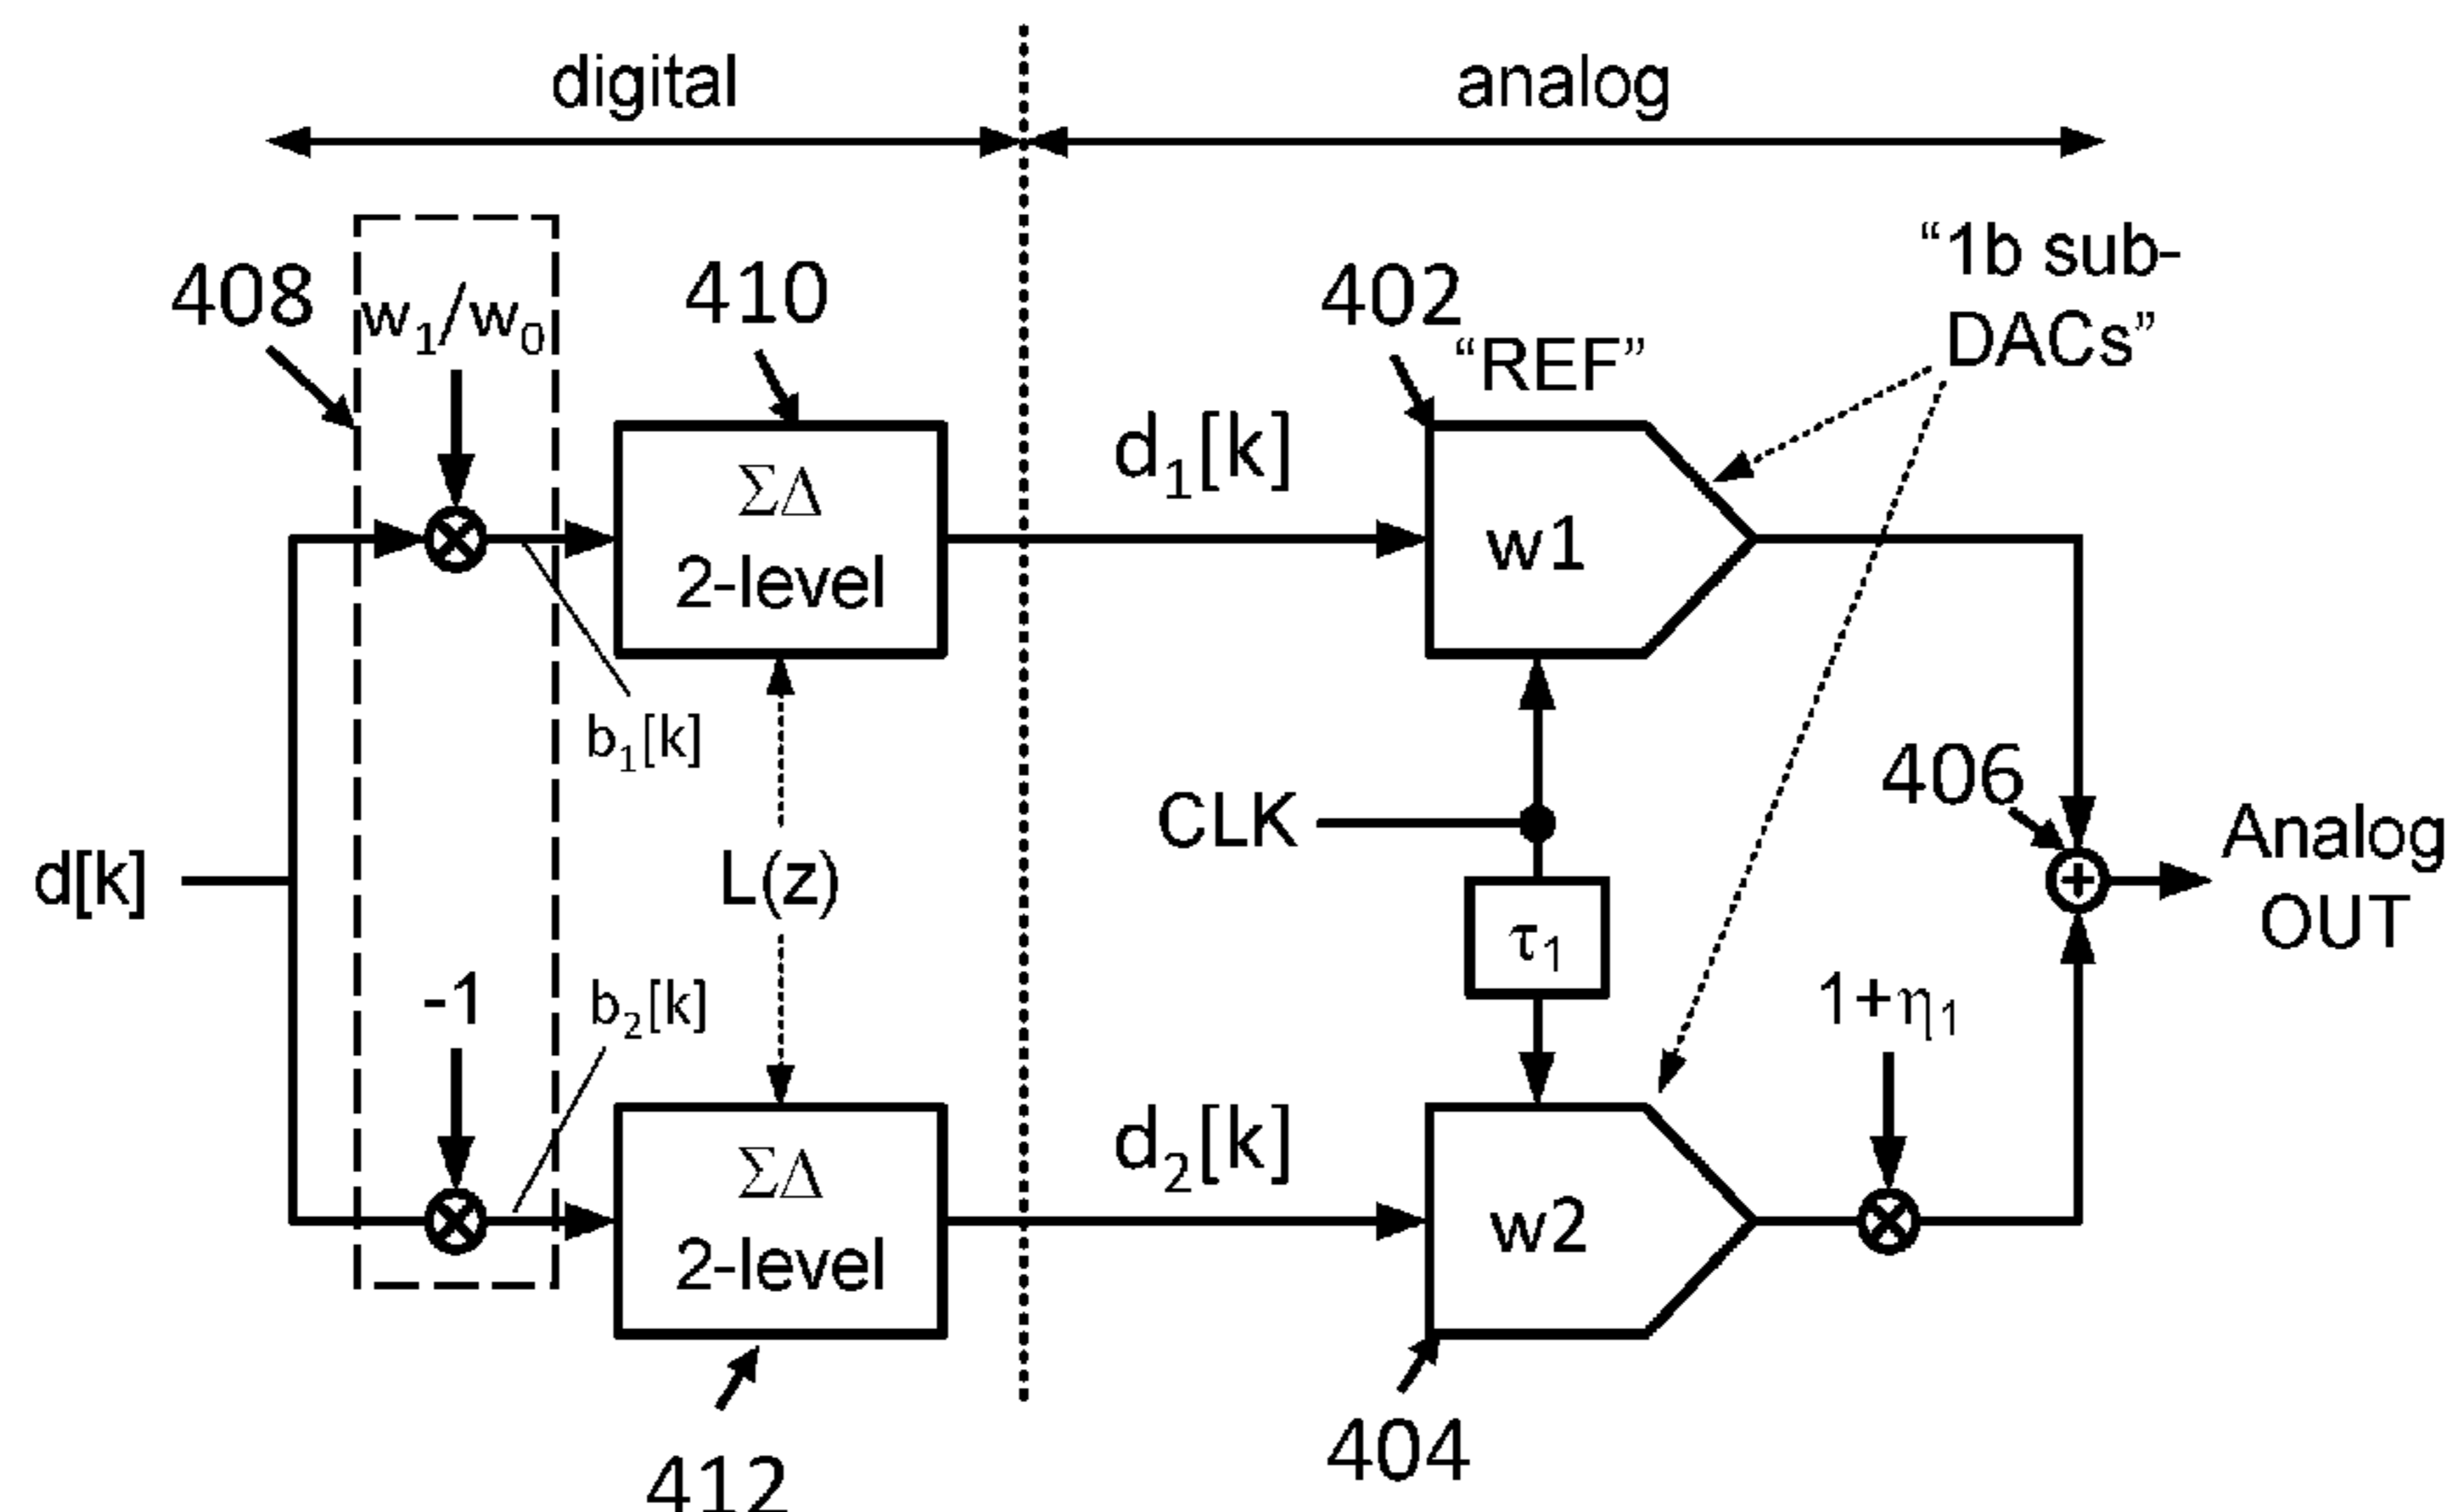 digital
analog
408
w₁/w₀
410
402
“REF”
“1b sub-
DACs”
d₁[k]
ΣΔ
2-level
w1
b₁[k]
CLK
406
Analog
OUT
d[k]
L(z)
τ₁
-1
b₂[k]
1+η₁
d₂[k]
ΣΔ
2-level
w2
404
412